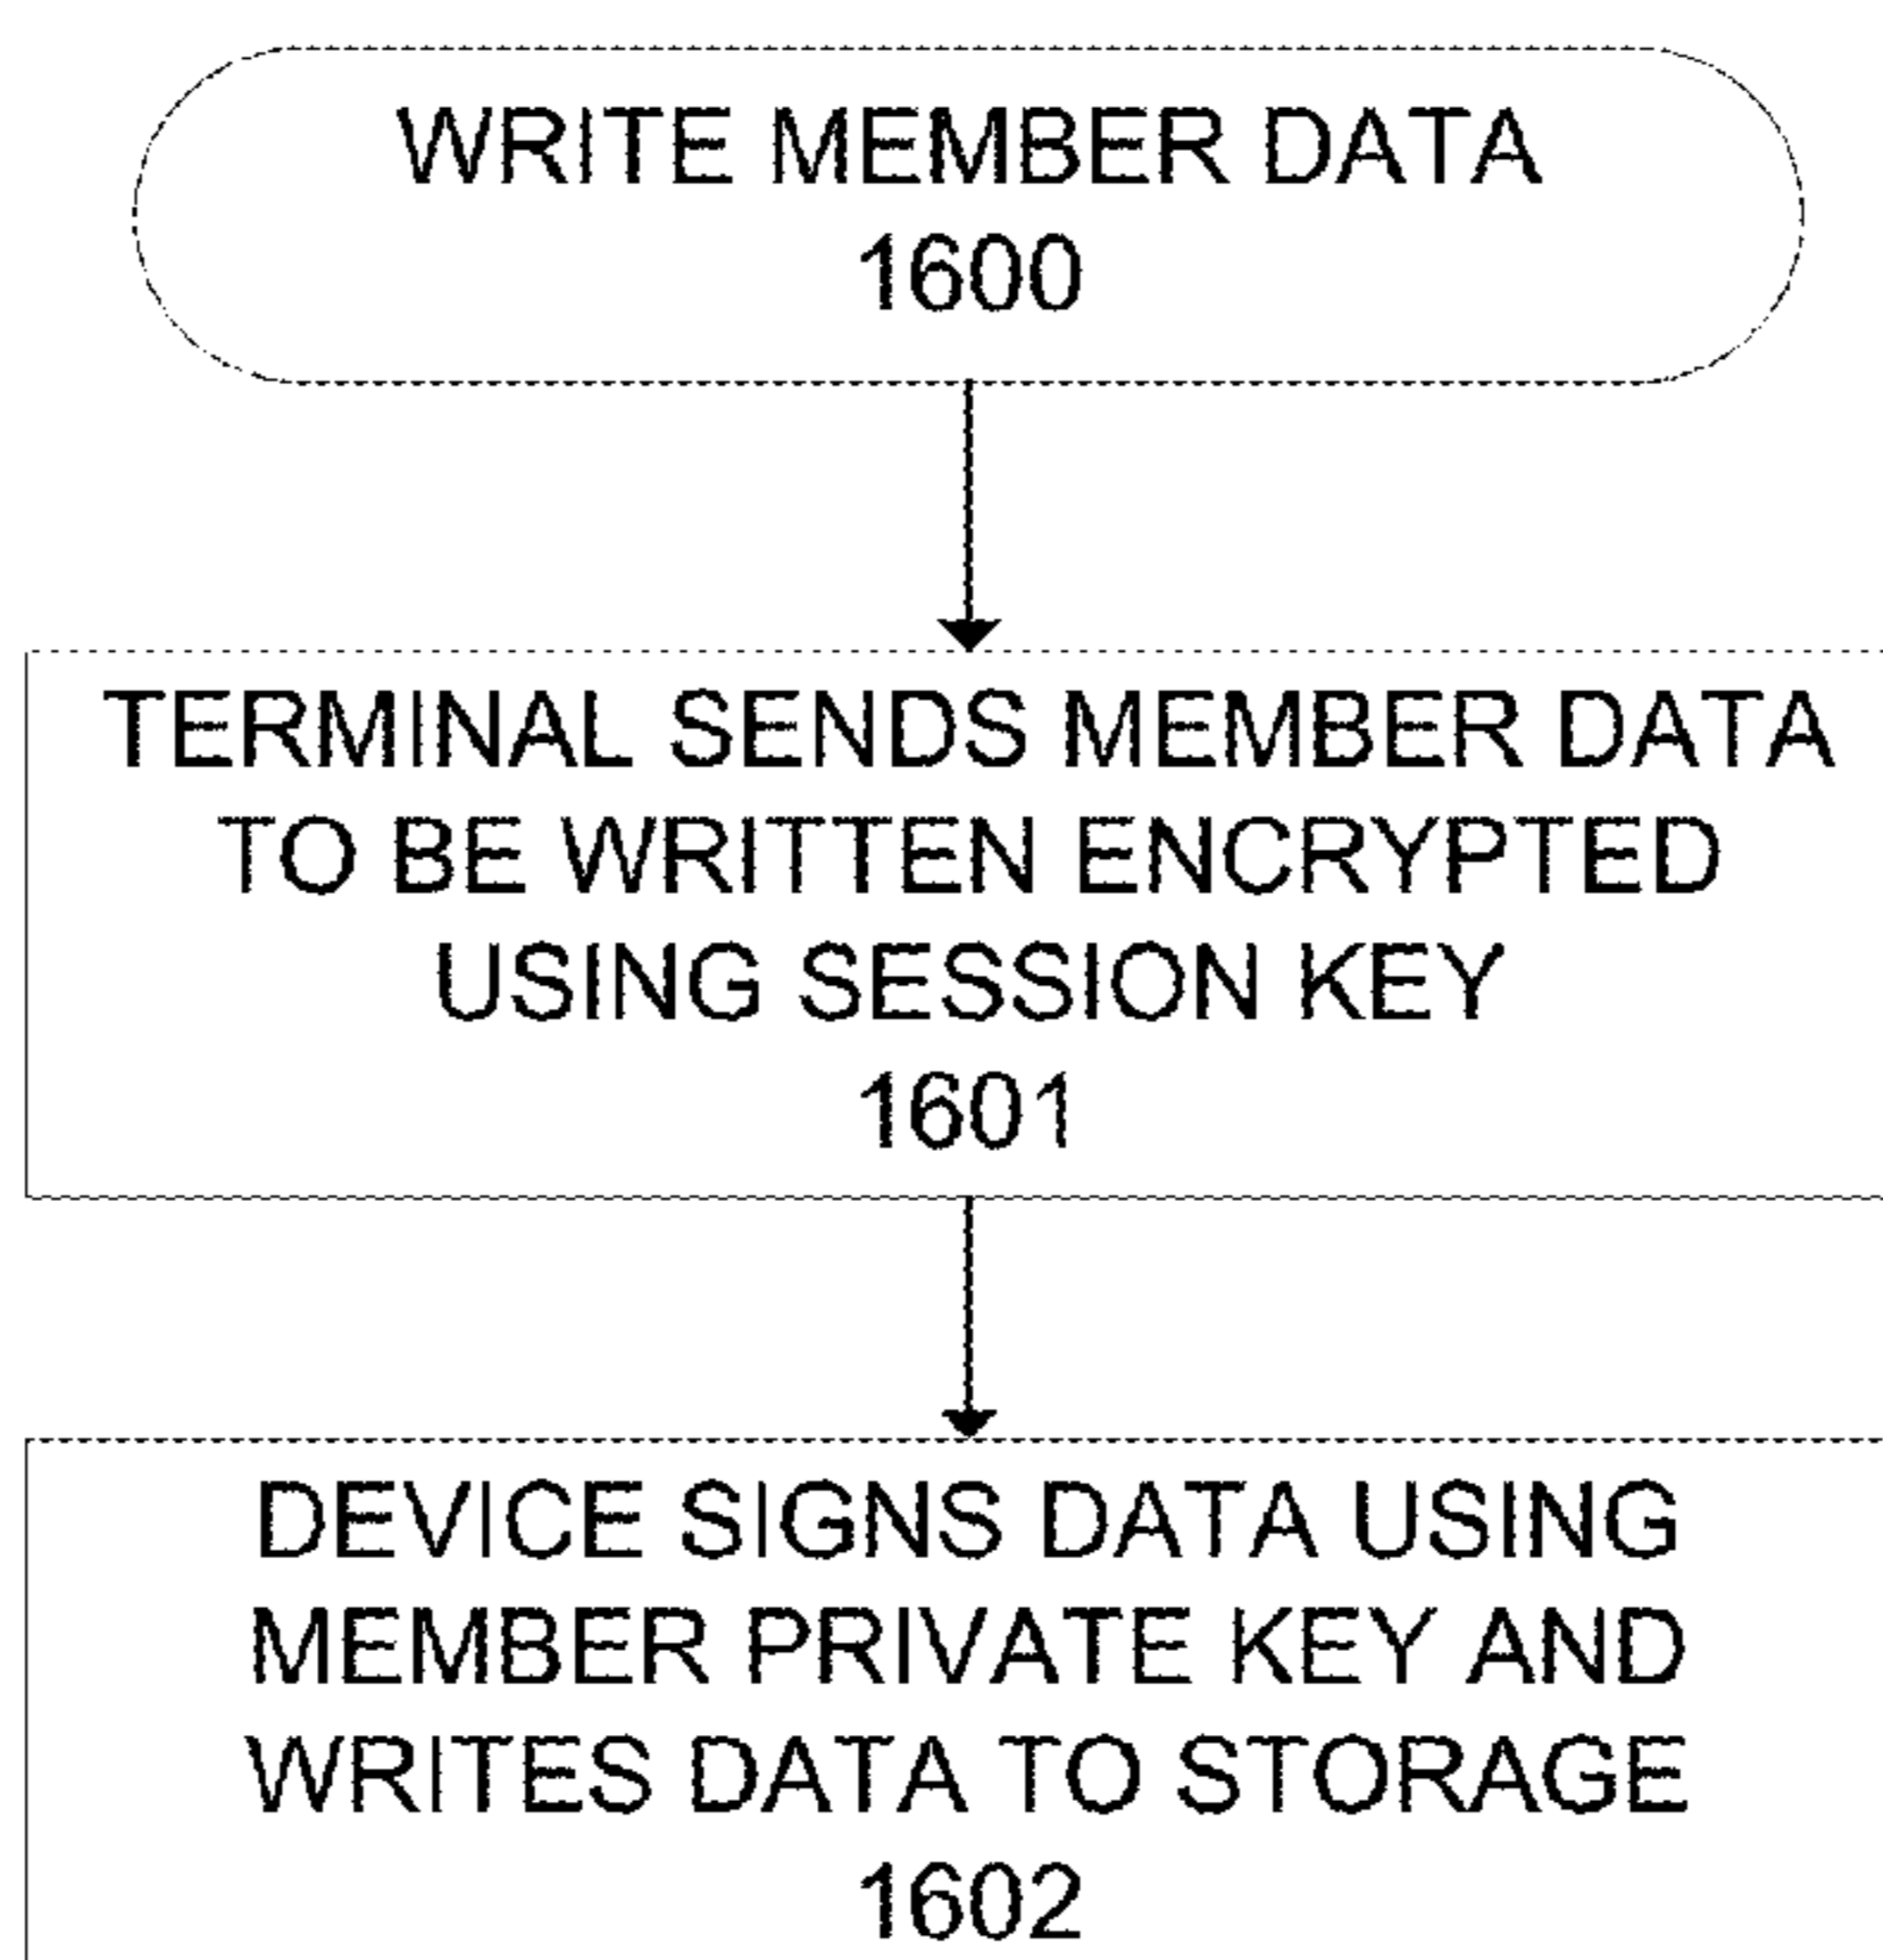 WRITE MEMBER DATA
1600
TERMINAL SENDS MEMBER DATA
TO BE WRITTEN ENCRYPTED
USING SESSION KEY
1601
DEVICE SIGNS DATA USING
MEMBER PRIVATE KEY AND
WRITES DATA TO STORAGE
1602